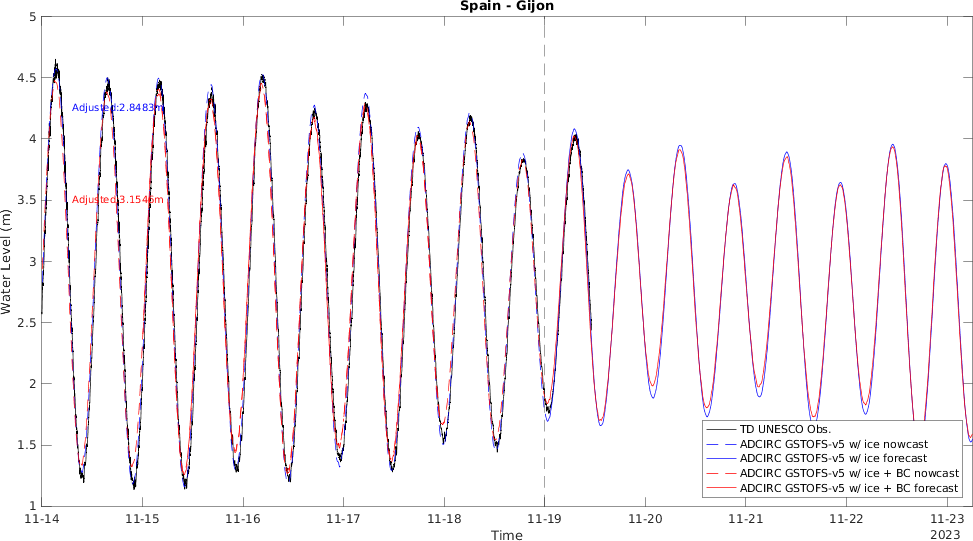 Spain - Gijon
5
4.5
4
3.5
3
2.5
2
1.5
1
Water Level (m)
Adjusted:2.8483m
Adjusted:3.1546m
TD UNESCO Obs.
ADCIRC GSTOFS-v5 w/ ice nowcast
ADCIRC GSTOFS-v5 w/ ice forecast
ADCIRC GSTOFS-v5 w/ ice + BC nowcast
ADCIRC GSTOFS-v5 w/ ice + BC forecast
11-14 11-15 11-16 11-17 11-18 11-19 11-20 11-21 11-22 11-23
2023
Time